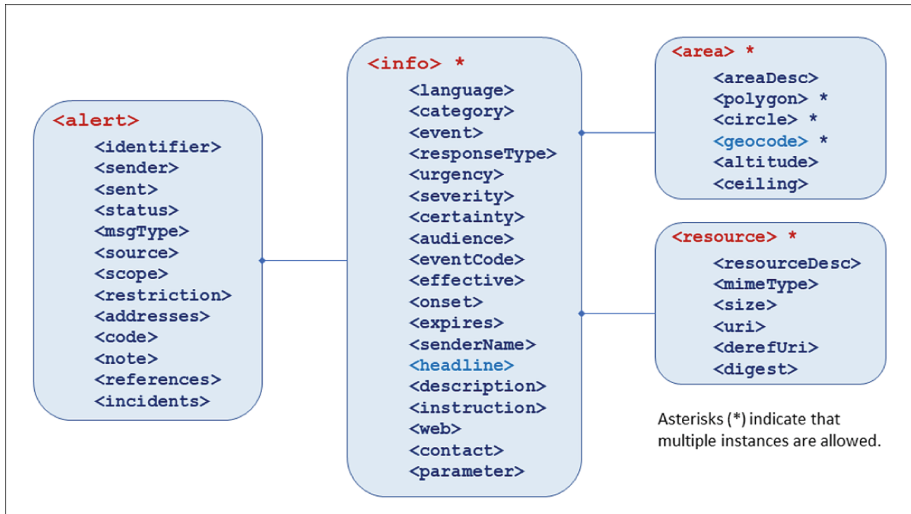 <alert>
<identifier>
<sender>
<sent>
<status>
<msgType>
<source>
<scope>
<restriction>
<addresses>
<code>
<note>
<references>
<incidents>
<info> *
<language>
<category>
<event>
<responseType>
<urgency>
<severity>
<certainty>
<audience>
<eventCode>
<effective>
<onset>
<expires>
<senderName>
<headline>
<description>
<instruction>
<web>
<contact>
<parameter>
<area> *
<areaDesc>
<polygon> *
<circle> *
<geocode> *
<altitude>
<ceiling>
<resource> *
<resourceDesc>
<mimeType>
<size>
<uri>
<derefUri>
<digest>
Asterisks (*) indicate that
multiple instances are allowed.